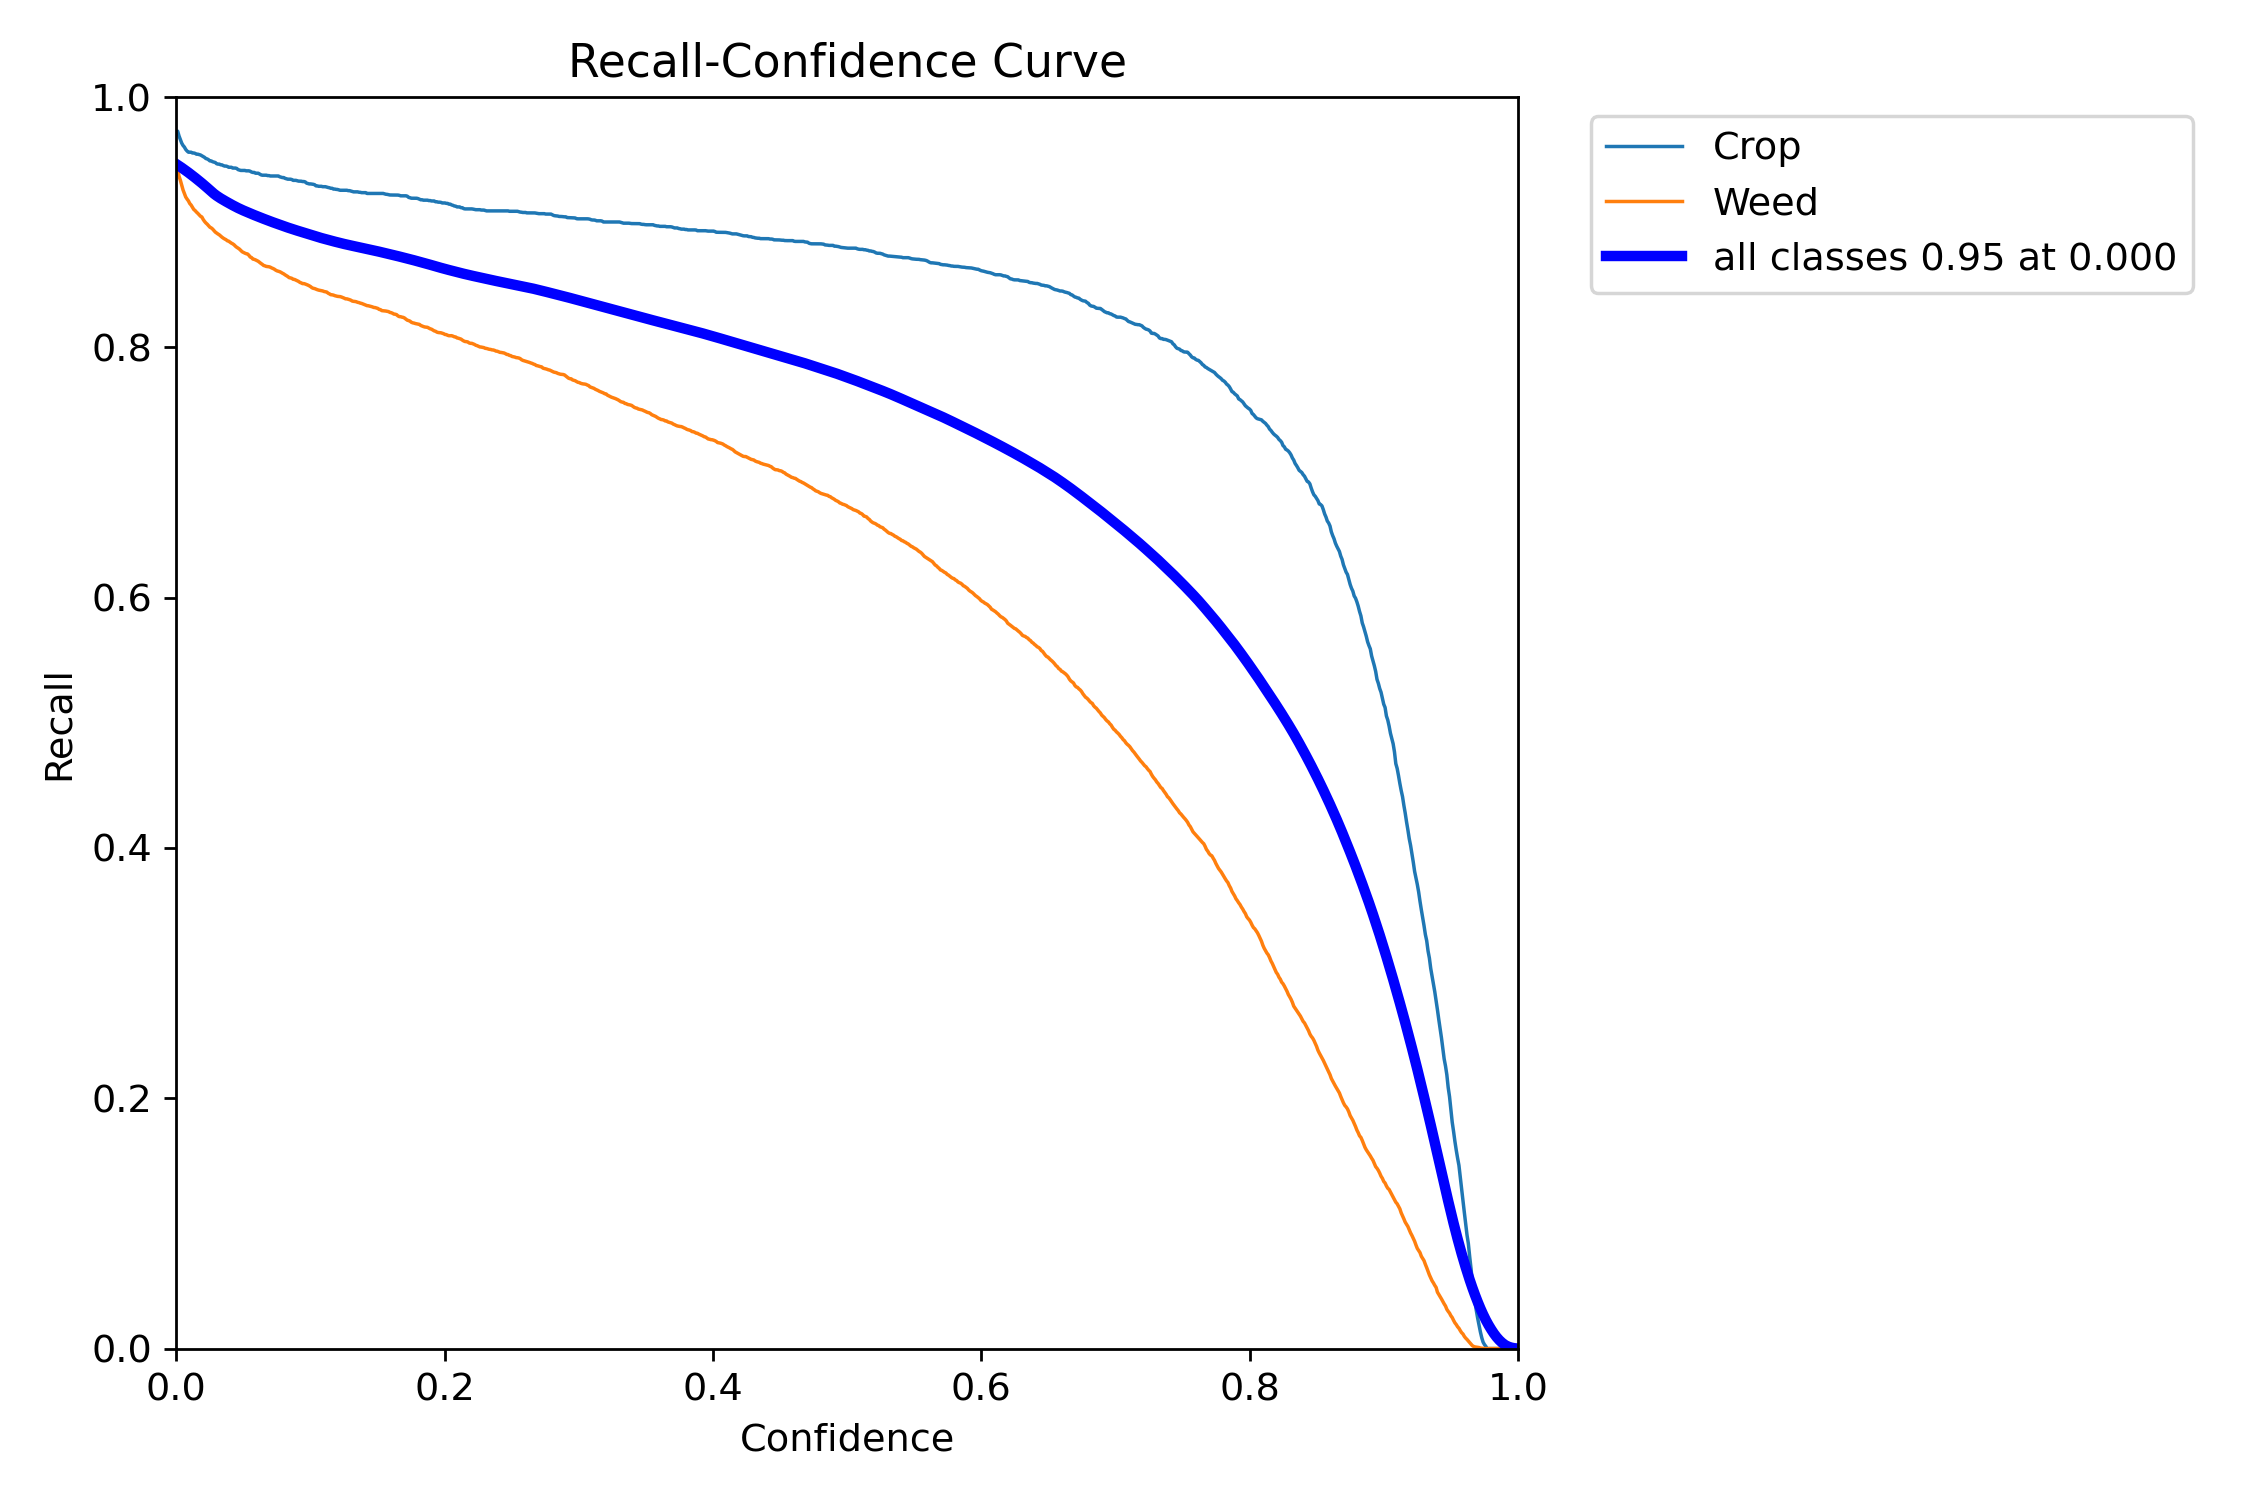 Recall-Confidence Curve
1.0
0.8
0.6
0.4
0.2
0.0
Recall
0.0 0.2 0.4 0.6 0.8 1.0
Confidence
Crop
Weed
all classes 0.95 at 0.000